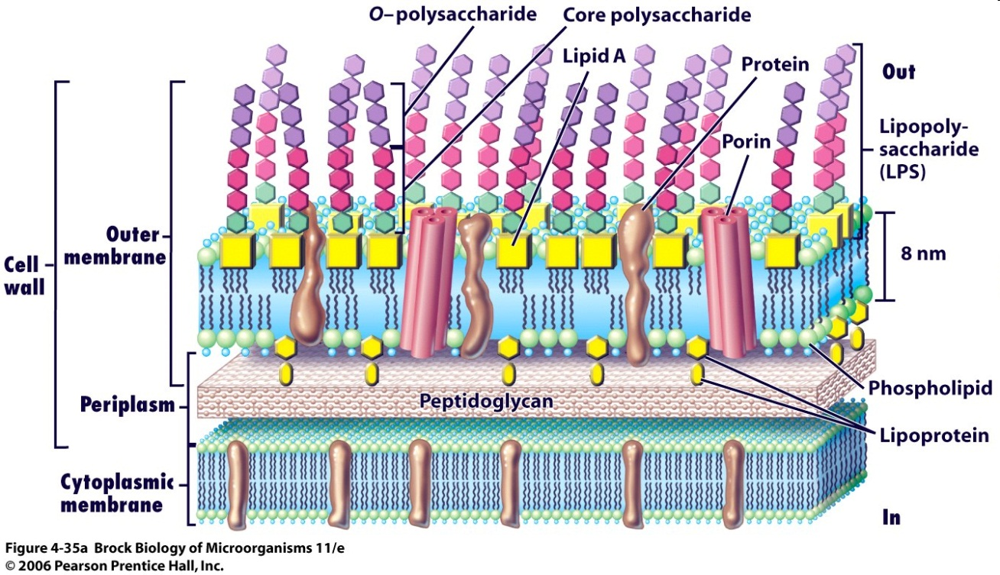 O–polysaccharide
Core polysaccharide
Lipid A
Protein
Porin
Out
Lipopoly-
saccharide
(LPS)
8 nm
Outer
membrane
Cell
wall
Periplasm
Peptidoglycan
Phospholipid
Lipoprotein
Cytoplasmic
membrane
In
Figure 4-35a Brock Biology of Microorganisms 11/e
© 2006 Pearson Prentice Hall, Inc.